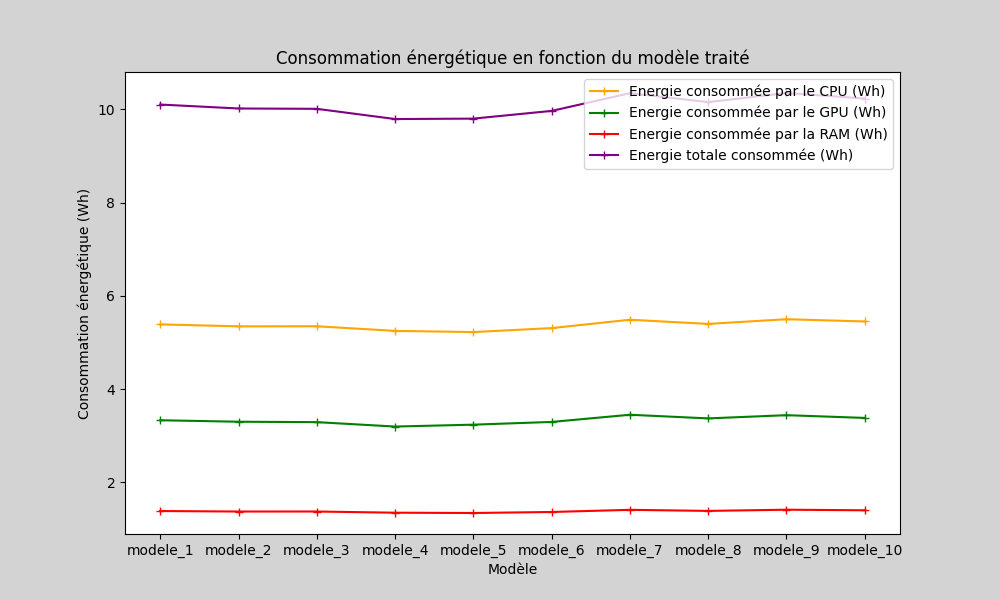 Consommation énergétique en fonction du modèle traité
Energie consommée par le CPU (Wh)
Energie consommée par le GPU (Wh)
Energie consommée par la RAM (Wh)
Energie totale consommée (Wh)
Consommation énergétique (Wh)
10
8
6
4
2
modele_1 modele_2 modele_3 modele_4 modele_5 modele_6 modele_7 modele_8 modele_9 modele_10
Modèle